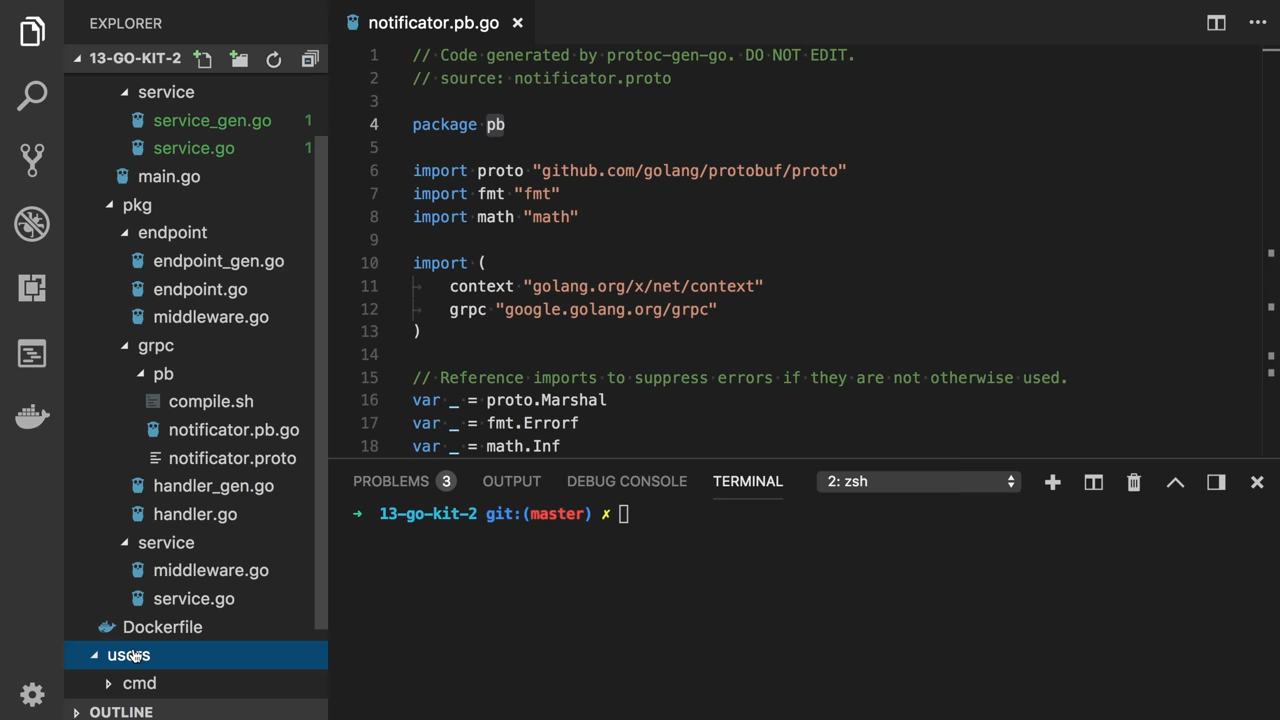 EXPLORER
13-GO-KIT-2
service
service_gen.go 1
service.go 1
main.go
pkg
endpoint
endpoint_gen.go
endpoint.go
middleware.go
grpc
pb
compile.sh
notificator.pb.go
notificator.proto
handler_gen.go
handler.go
service
middleware.go
service.go
Dockerfile
users
cmd
OUTLINE
notificator.pb.go
1 // Code generated by protoc-gen-go. DO NOT EDIT.
2 // source: notificator.proto
3
4 package pb
5
6 import proto "github.com/golang/protobuf/proto"
7 import fmt "fmt"
8 import math "math"
9
10 import (
11 context "golang.org/x/net/context"
12 grpc "google.golang.org/grpc"
13 )
14
15 // Reference imports to suppress errors if they are not otherwise used.
16 var _ = proto.Marshal
17 var _ = fmt.Errorf
18 var _ = math.Inf
PROBLEMS 3 OUTPUT DEBUG CONSOLE TERMINAL 2: zsh
➜ 13-go-kit-2 git:(master) ✗